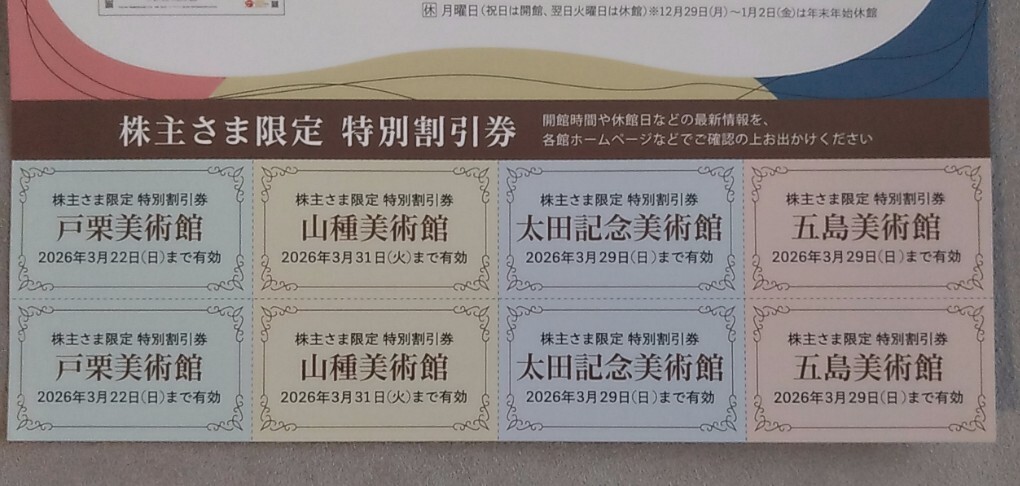 休 月曜日(祝日は開館、翌日火曜日は休館)※12月29日(月)～1月2日(金)は年末年始休館
株主さま限定 特別割引券
開館時間や休館日などの最新情報を、
各館ホームページなどでご確認の上お出かけください
株主さま限定 特別割引券
戸栗美術館
2026年3月22日(日)まで有効
株主さま限定 特別割引券
山種美術館
2026年3月31日(火)まで有効
株主さま限定 特別割引券
太田記念美術館
2026年3月29日(日)まで有効
株主さま限定 特別割引券
五島美術館
2026年3月29日(日)まで有効
株主さま限定 特別割引券
戸栗美術館
2026年3月22日(日)まで有効
株主さま限定 特別割引券
山種美術館
2026年3月31日(火)まで有効
株主さま限定 特別割引券
太田記念美術館
2026年3月29日(日)まで有効
株主さま限定 特別割引券
五島美術館
2026年3月29日(日)まで有効